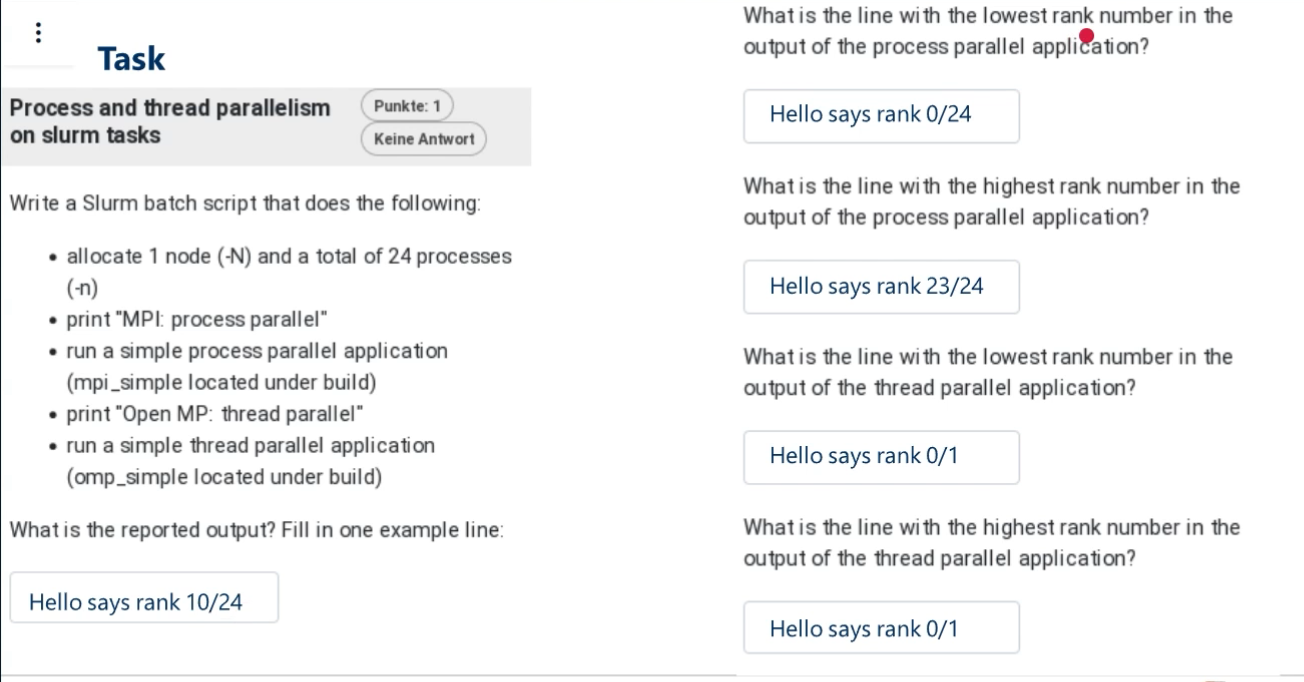 Task
Process and thread parallelism
on slurm tasks
Punkte: 1
Keine Antwort
Write a Slurm batch script that does the following:
• allocate 1 node (-N) and a total of 24 processes
(-n)
• print "MPI: process parallel"
• run a simple process parallel application
(mpi_simple located under build)
• print "Open MP: thread parallel"
• run a simple thread parallel application
(omp_simple located under build)
What is the reported output? Fill in one example line:
Hello says rank 10/24
What is the line with the lowest rank number in the
output of the process parallel application?
Hello says rank 0/24
What is the line with the highest rank number in the
output of the process parallel application?
Hello says rank 23/24
What is the line with the lowest rank number in the
output of the thread parallel application?
Hello says rank 0/1
What is the line with the highest rank number in the
output of the thread parallel application?
Hello says rank 0/1